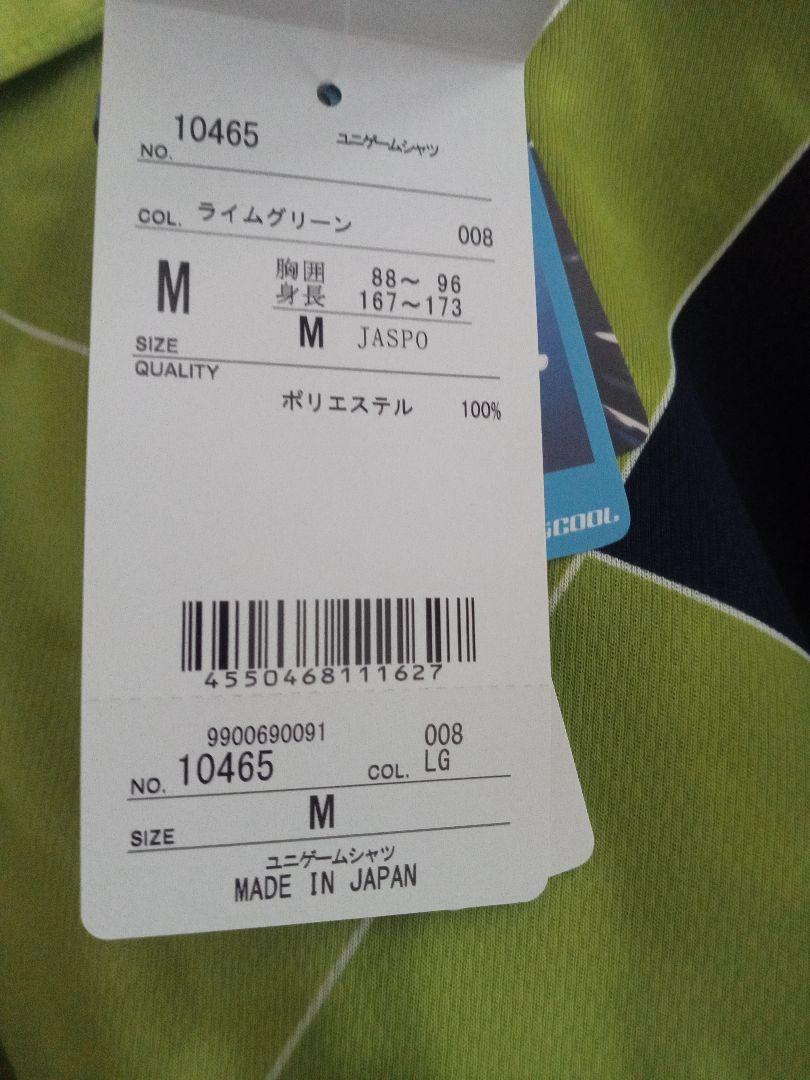 NO. 10465 ユニゲームシャツ
COL. ライムグリーン 008
M 胸囲 88～ 96
身長 167～173
SIZE M JASPO
QUALITY
ポリエステル 100%
COOL
4550468111627
9900690091 008
NO. 10465 COL. LG
SIZE M
ユニゲームシャツ
MADE IN JAPAN